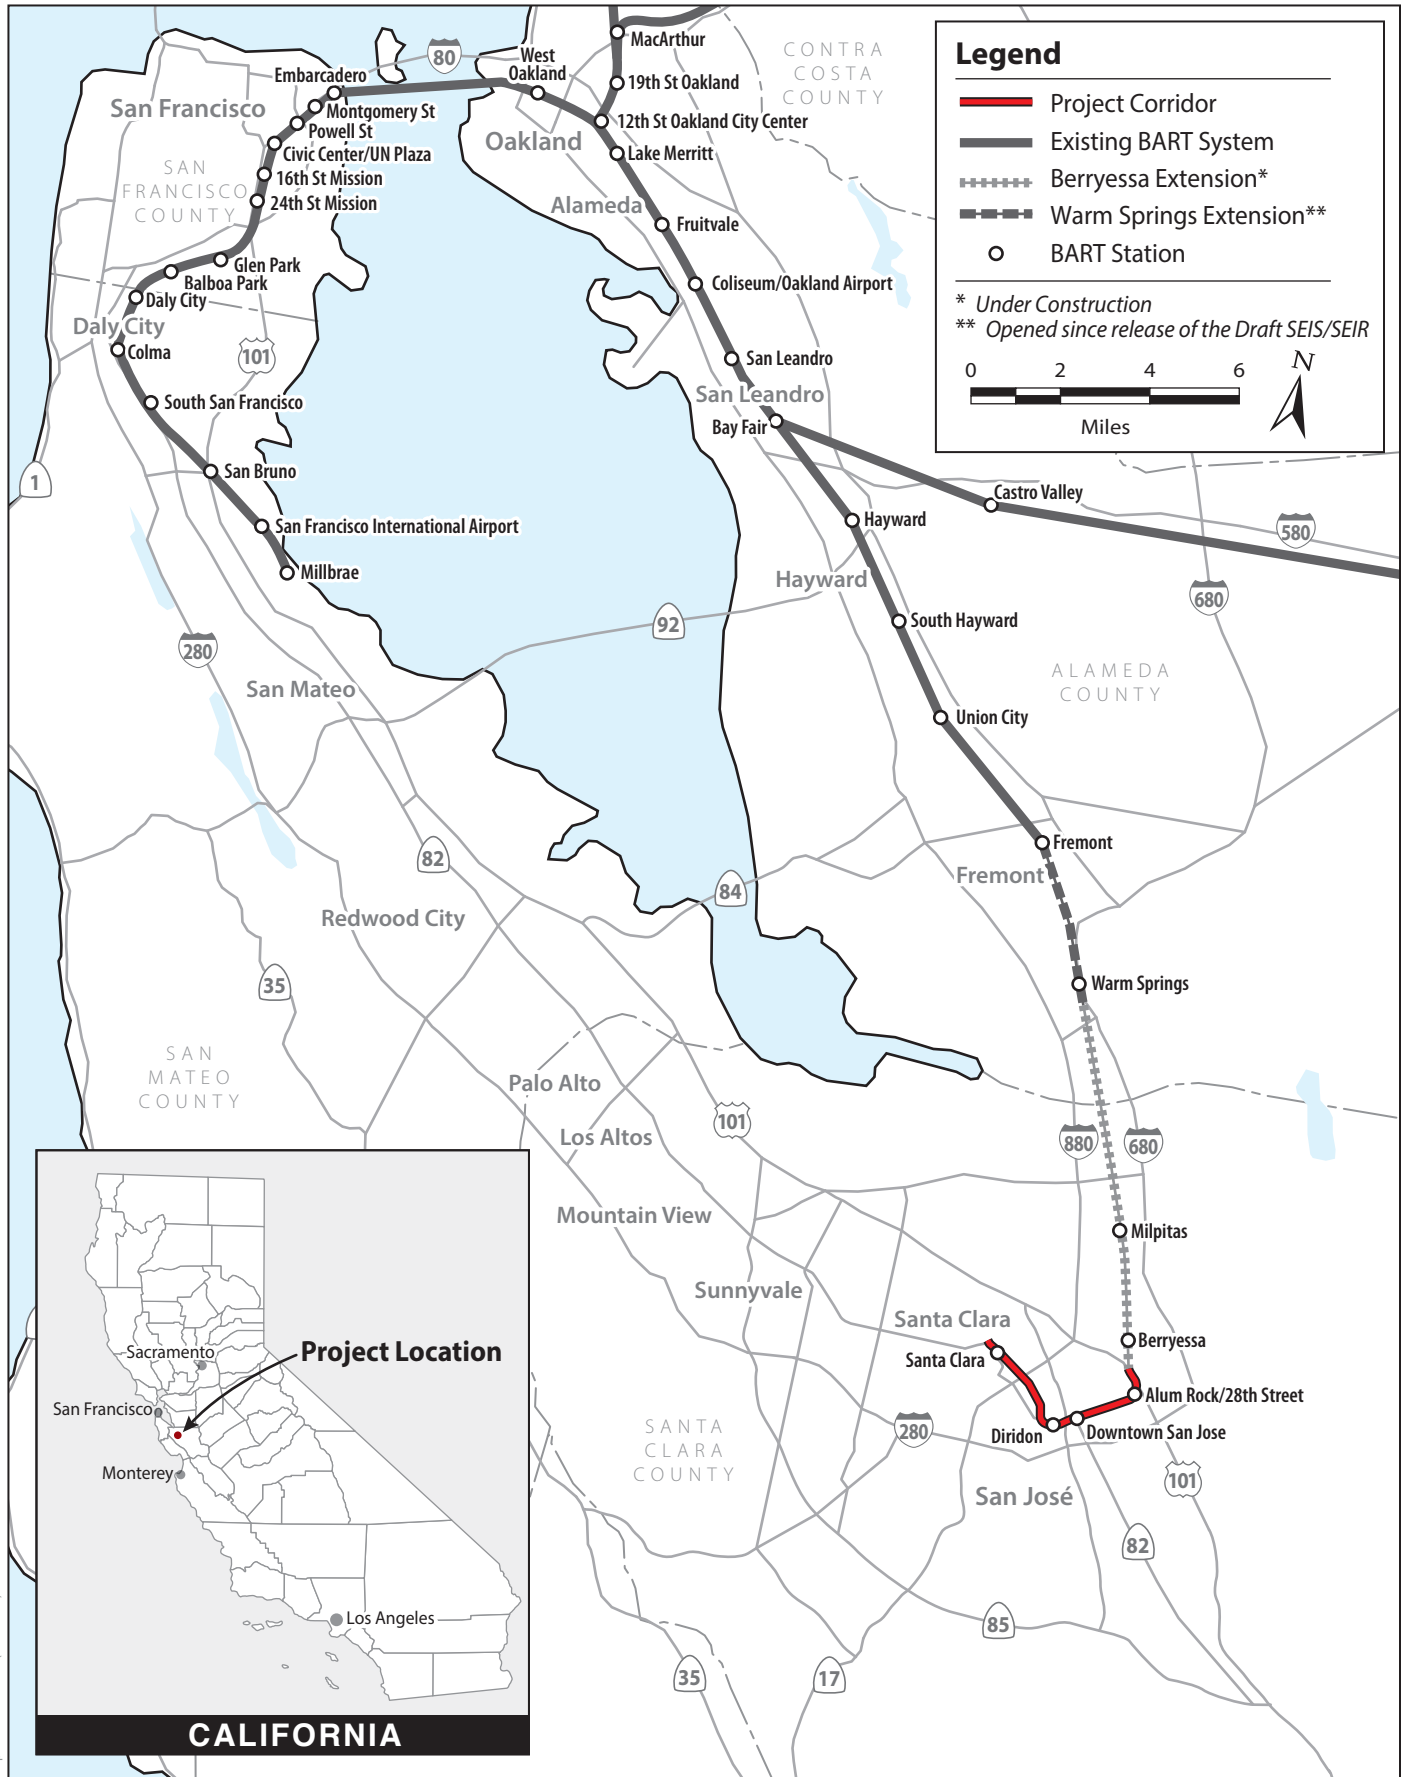 80
MacArthur
West
Oakland
Embarcadero
19th St Oakland
San Francisco
Montgomery St
12th St Oakland City Center
Powell St
Oakland
Civic Center/UN Plaza
Lake Merritt
CONTRA
COSTA
COUNTY
SAN
FRANCISCO
COUNTY
16th St Mission
24th St Mission
Alameda
Fruitvale
Glen Park
Balboa Park
Daly City
Coliseum/Oakland Airport
Daly City
Colma
101
San Leandro
South San Francisco
San Leandro
Bay Fair
San Bruno
1
Castro Valley
San Francisco International Airport
Hayward
580
Millbrae
Hayward
680
92
South Hayward
280
San Mateo
ALAMEDA
COUNTY
Union City
Fremont
82
Fremont
84
Redwood City
35
Warm Springs
SAN
MATEO
COUNTY
Palo Alto
Los Altos
101
880
680
Mountain View
Milpitas
Sunnyvale
Santa Clara
Berryessa
Santa Clara
Alum Rock/28th Street
Diridon
Downtown San Jose
280
SANTA
CLARA
COUNTY
101
San José
82
85
35
17
Legend
Project Corridor
Existing BART System
Berryessa Extension*
Warm Springs Extension**
BART Station
* Under Construction
** Opened since release of the Draft SEIS/SEIR
0 2 4 6
Miles
N
Sacramento
Project Location
San Francisco
Monterey
Los Angeles
CALIFORNIA